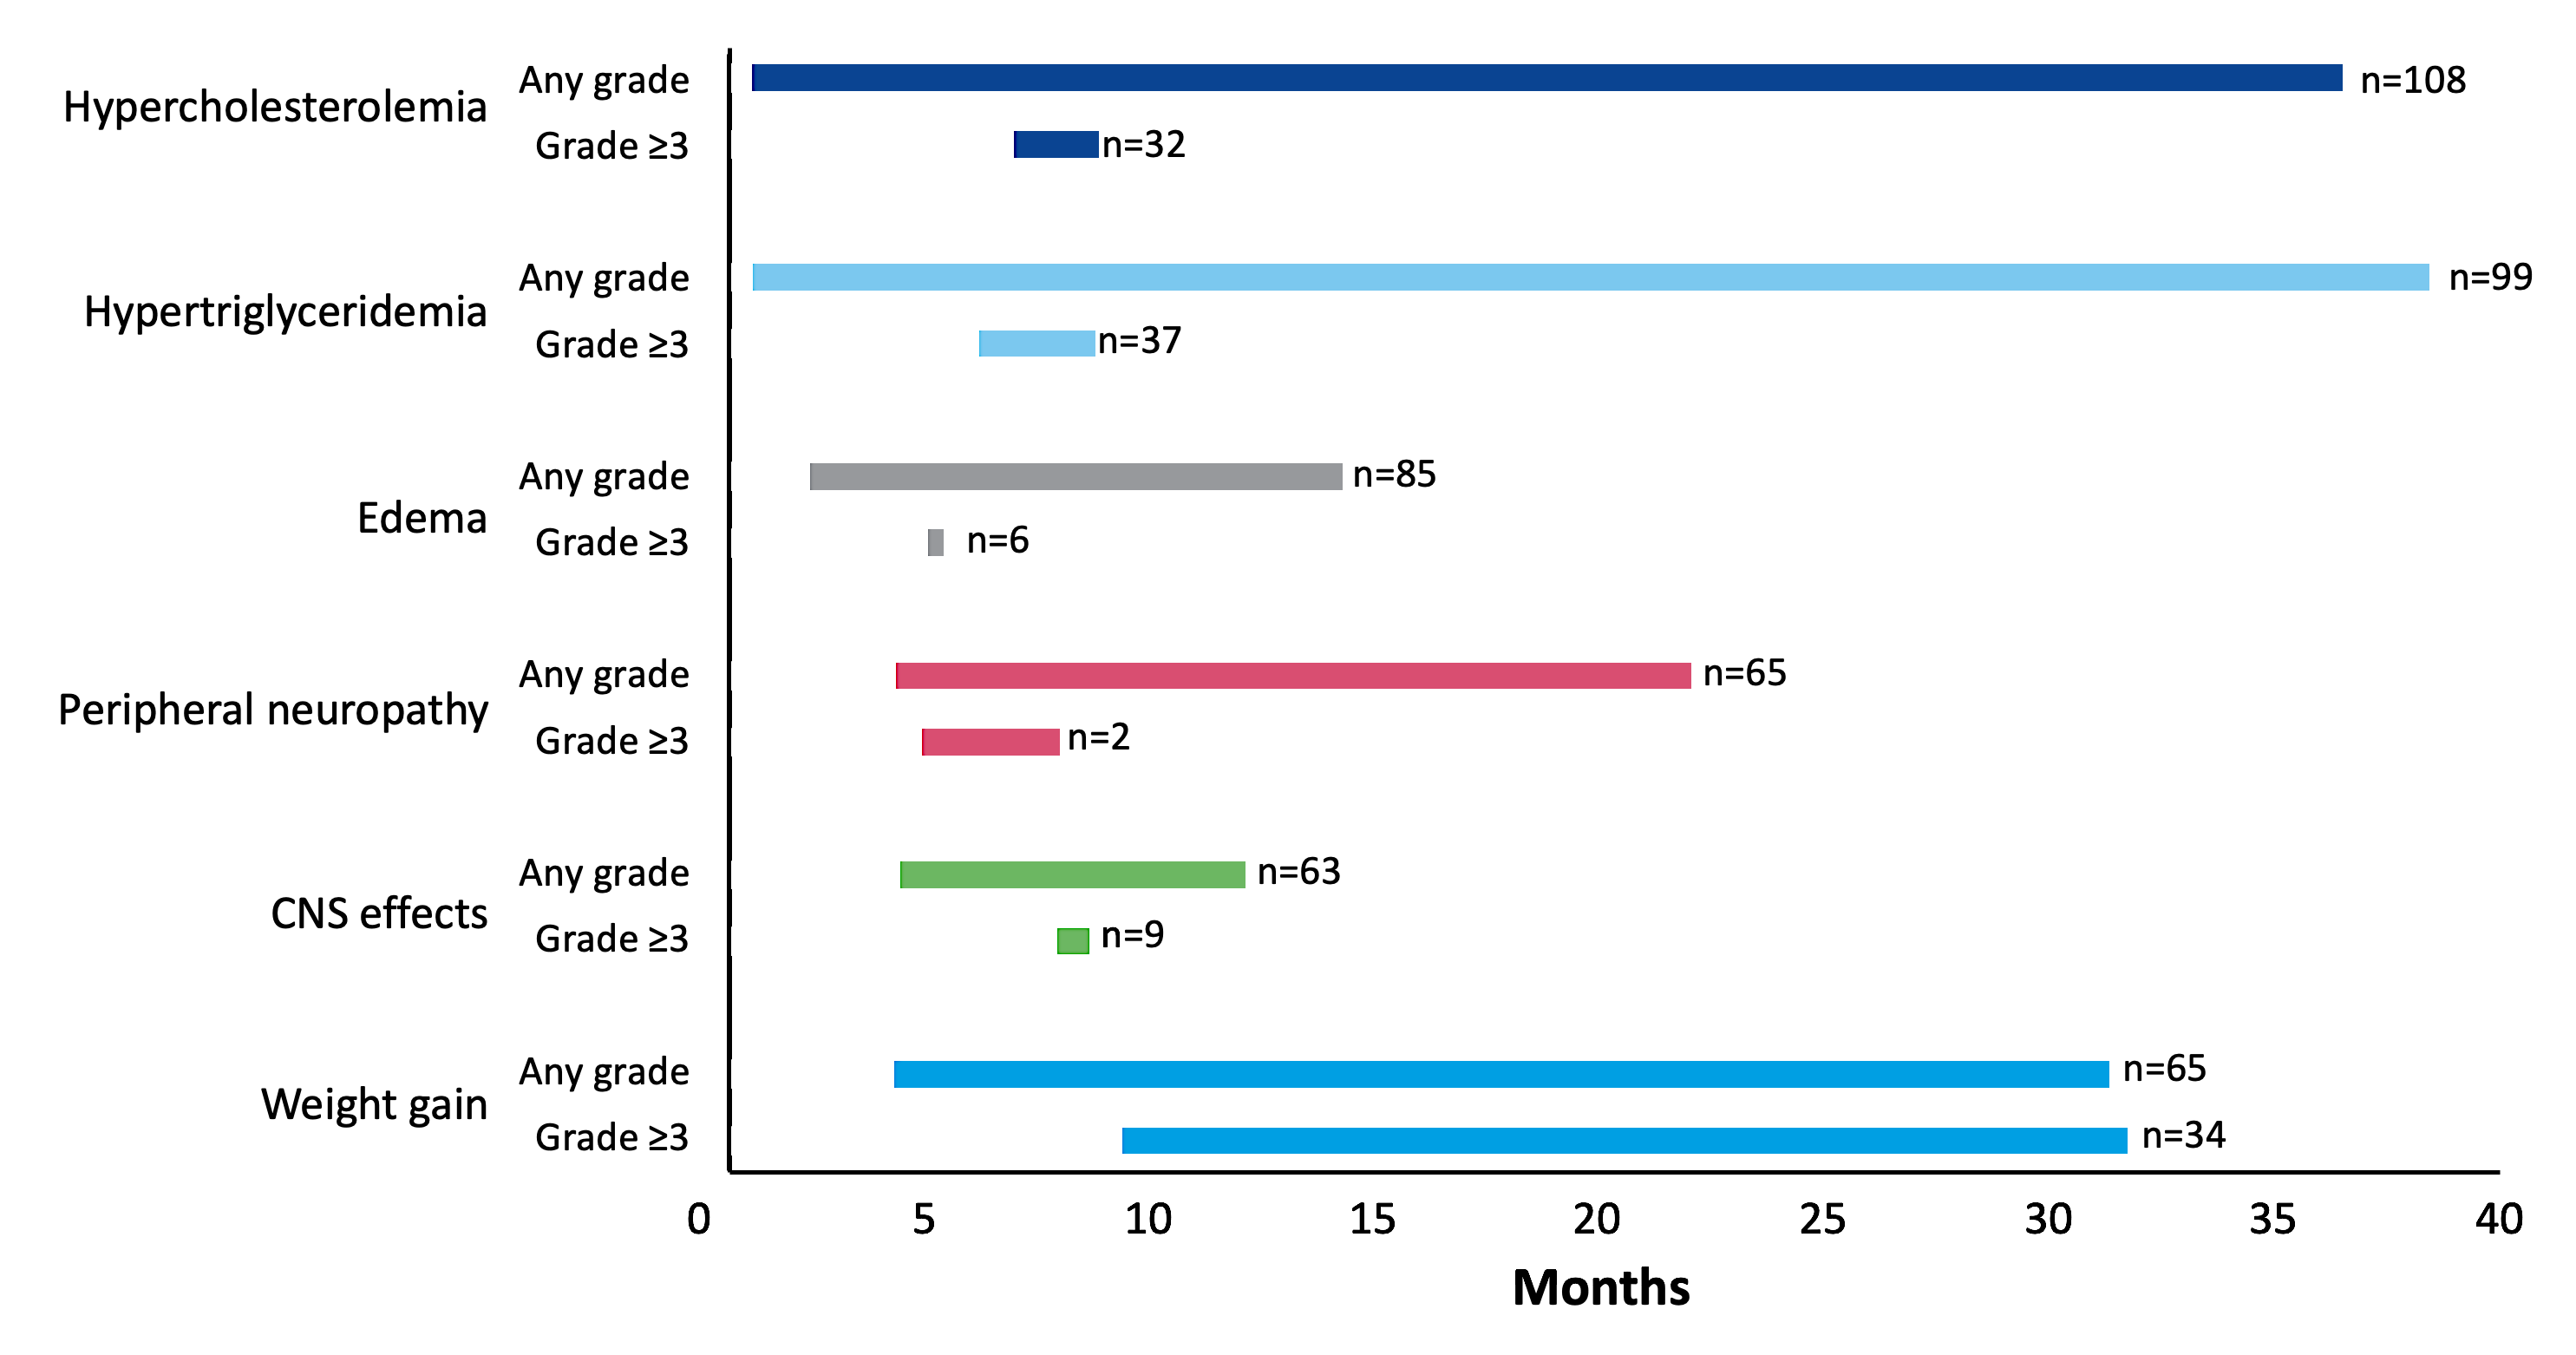 Any grade n=108
Hypercholesterolemia
Grade ≥3 n=32
Any grade n=99
Hypertriglyceridemia
Grade ≥3 n=37
Any grade n=85
Edema
Grade ≥3 n=6
Any grade n=65
Peripheral neuropathy
Grade ≥3 n=2
Any grade n=63
CNS effects
Grade ≥3 n=9
Any grade n=65
Weight gain
Grade ≥3 n=34
0 5 10 15 20 25 30 35 40
Months